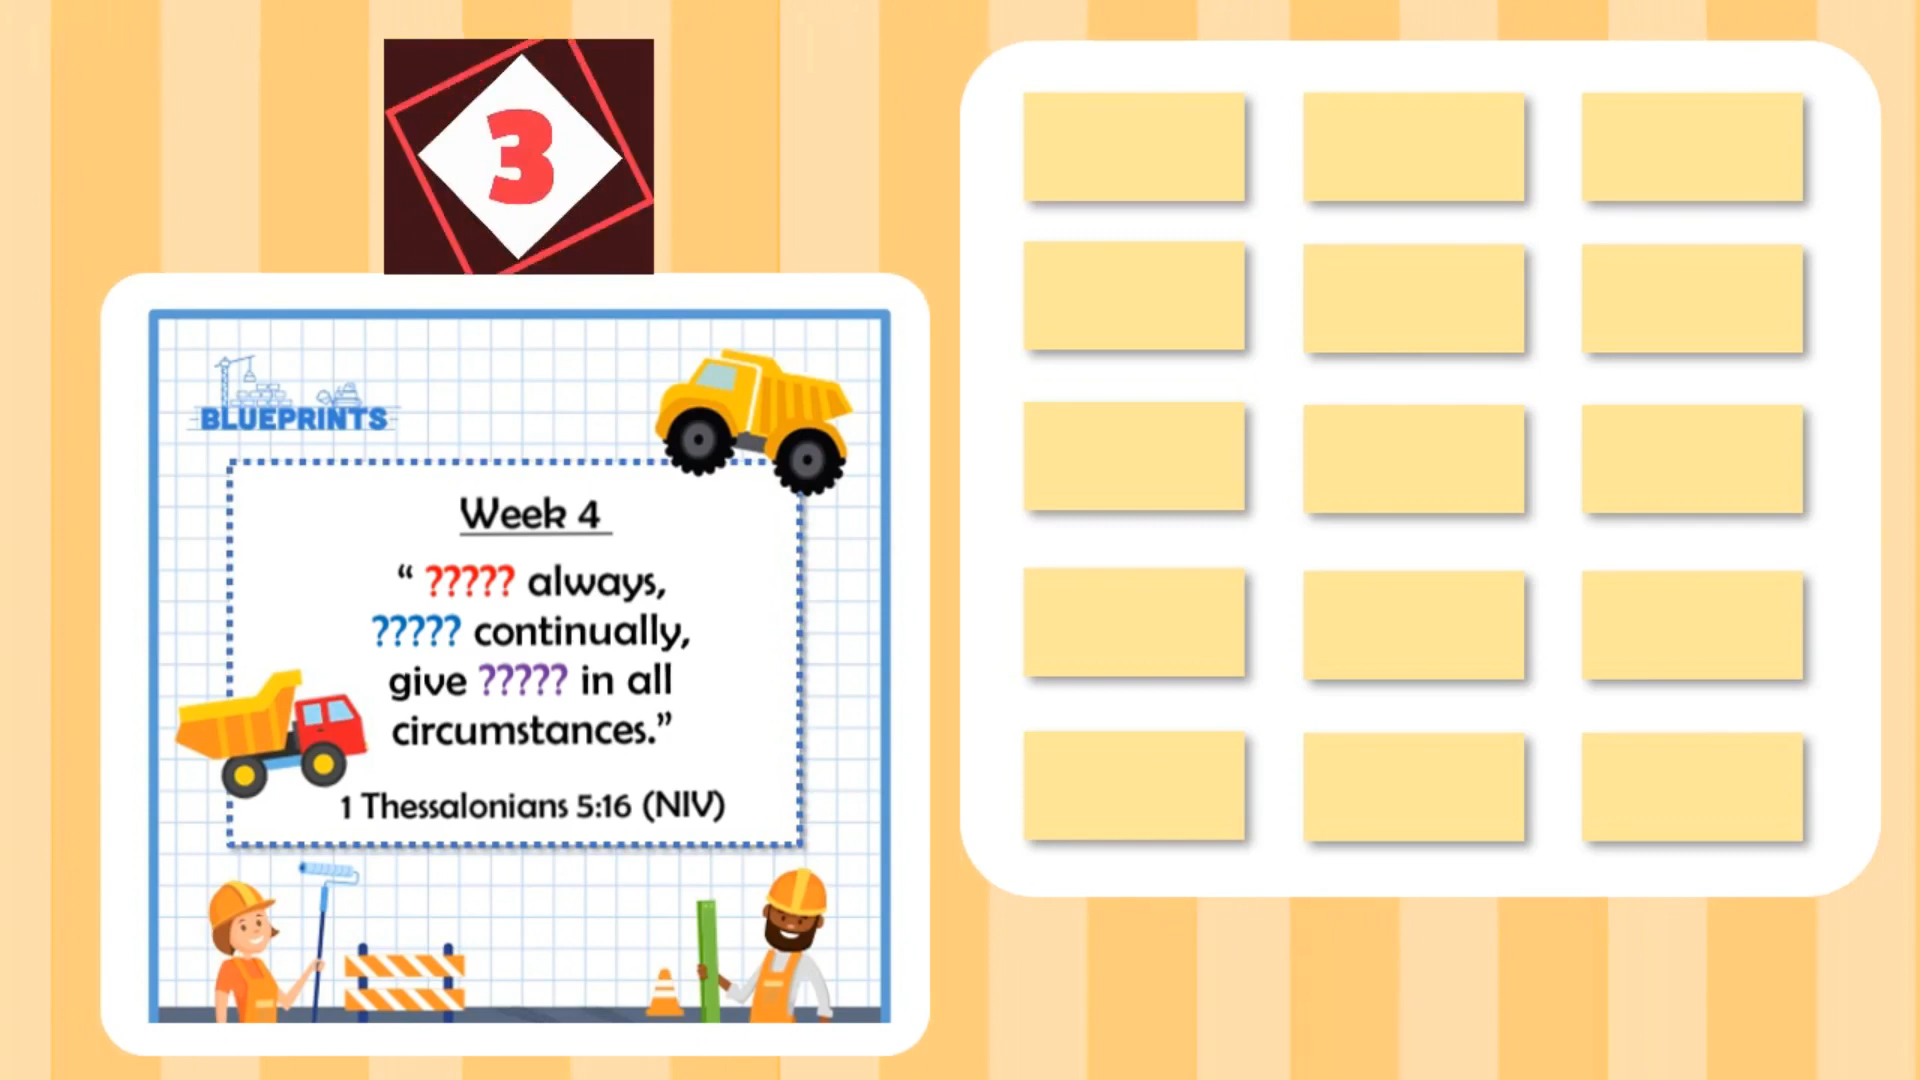 3
BLUEPRINTS
Week 4
“ ????? always,
????? continually,
give ????? in all
circumstances.”
1 Thessalonians 5:16 (NIV)